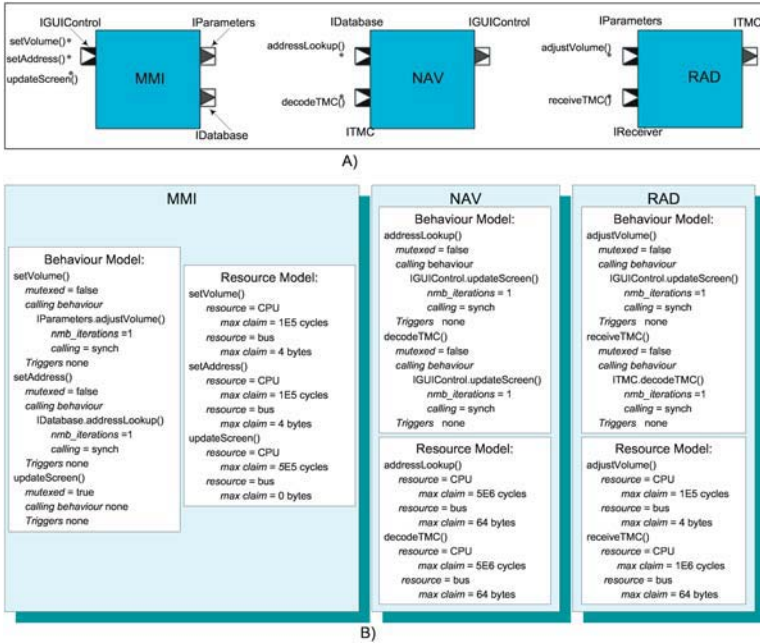 IGUIControl
IParameters
setVolume()*
setAddress()*
updateScreen()*
MMI
IDatabase
IDatabase
IGUIControl
addressLookup()*
NAV
decodeTMC()*
ITMC
IParameters
ITMC
adjustVolume()*
RAD
receiveTMC()*
IReceiver
A)
MMI
Behaviour Model:
setVolume()
mutexed = false
calling behaviour
IParameters.adjustVolume()
nmb_iterations =1
calling = synch
Triggers none
setAddress()
mutexed = false
calling behaviour
IDatabase.addressLookup()
nmb_iterations =1
calling = synch
Triggers none
updateScreen()
mutexed = true
calling behaviour none
Triggers none
Resource Model:
setVolume()
resource = CPU
max claim = 1E5 cycles
resource = bus
max claim = 4 bytes
setAddress()
resource = CPU
max claim = 1E5 cycles
resource = bus
max claim = 4 bytes
updateScreen()
resource = CPU
max claim = 5E5 cycles
resource = bus
max claim = 0 bytes
NAV
Behaviour Model:
addressLookup()
mutexed = false
calling behaviour
IGUIControl.updateScreen()
nmb_iterations = 1
calling = synch
Triggers none
decodeTMC()
mutexed = false
calling behaviour
IGUIControl.updateScreen()
nmb_iterations = 1
calling = synch
Triggers none
Resource Model:
addressLookup()
resource = CPU
max claim = 5E6 cycles
resource = bus
max claim = 64 bytes
decodeTMC()
resource = CPU
max claim = 5E6 cycles
resource = bus
max claim = 64 bytes
RAD
Behaviour Model:
adjustVolume()
mutexed = false
calling behaviour
IGUIControl.updateScreen()
nmb_iterations =1
calling = synch
Triggers none
receiveTMC()
mutexed = false
calling behaviour
ITMC.decodeTMC()
nmb_iterations =1
calling = synch
Triggers none
Resource Model:
adjustVolume()
resource = CPU
max claim = 1E5 cycles
resource = bus
max claim = 4 bytes
receiveTMC()
resource = CPU
max claim = 1E6 cycles
resource = bus
max claim = 64 bytes
B)